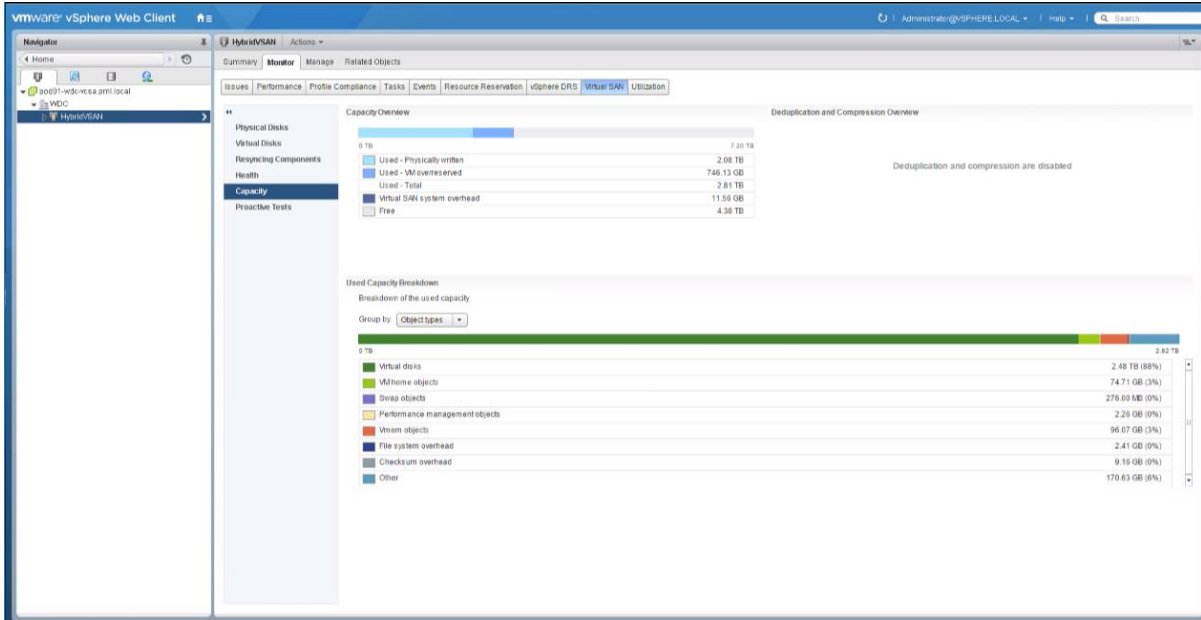 vmware® vSphere Web Client
Administrator@VSPHERE.LOCAL
Help
Search
Navigator
Home
pod01-wdc-vcsa.pml.local
WDC
HybridVSAN
HybridVSAN Actions
Summary Monitor Manage Related Objects
Issues Performance Profile Compliance Tasks Events Resource Reservation vSphere DRS Virtual SAN Utilization
Physical Disks
Virtual Disks
Resyncing Components
Health
Capacity
Proactive Tests
Capacity Overview
0 TB 7.20 TB
Used - Physically written 2.08 TB
Used - VM overreserved 746.13 GB
Used - Total 2.81 TB
Virtual SAN system overhead 11.56 GB
Free 4.38 TB
Deduplication and Compression Overview
Deduplication and compression are disabled
Used Capacity Breakdown
Breakdown of the used capacity
Group by: Object types
0 TB 2.82 TB
Virtual disks 2.48 TB (88%)
VM home objects 74.71 GB (3%)
Swap objects 276.00 MB (0%)
Performance management objects 2.26 GB (0%)
Vmem objects 96.07 GB (3%)
File system overhead 2.41 GB (0%)
Checksum overhead 9.16 GB (0%)
Other 170.63 GB (6%)